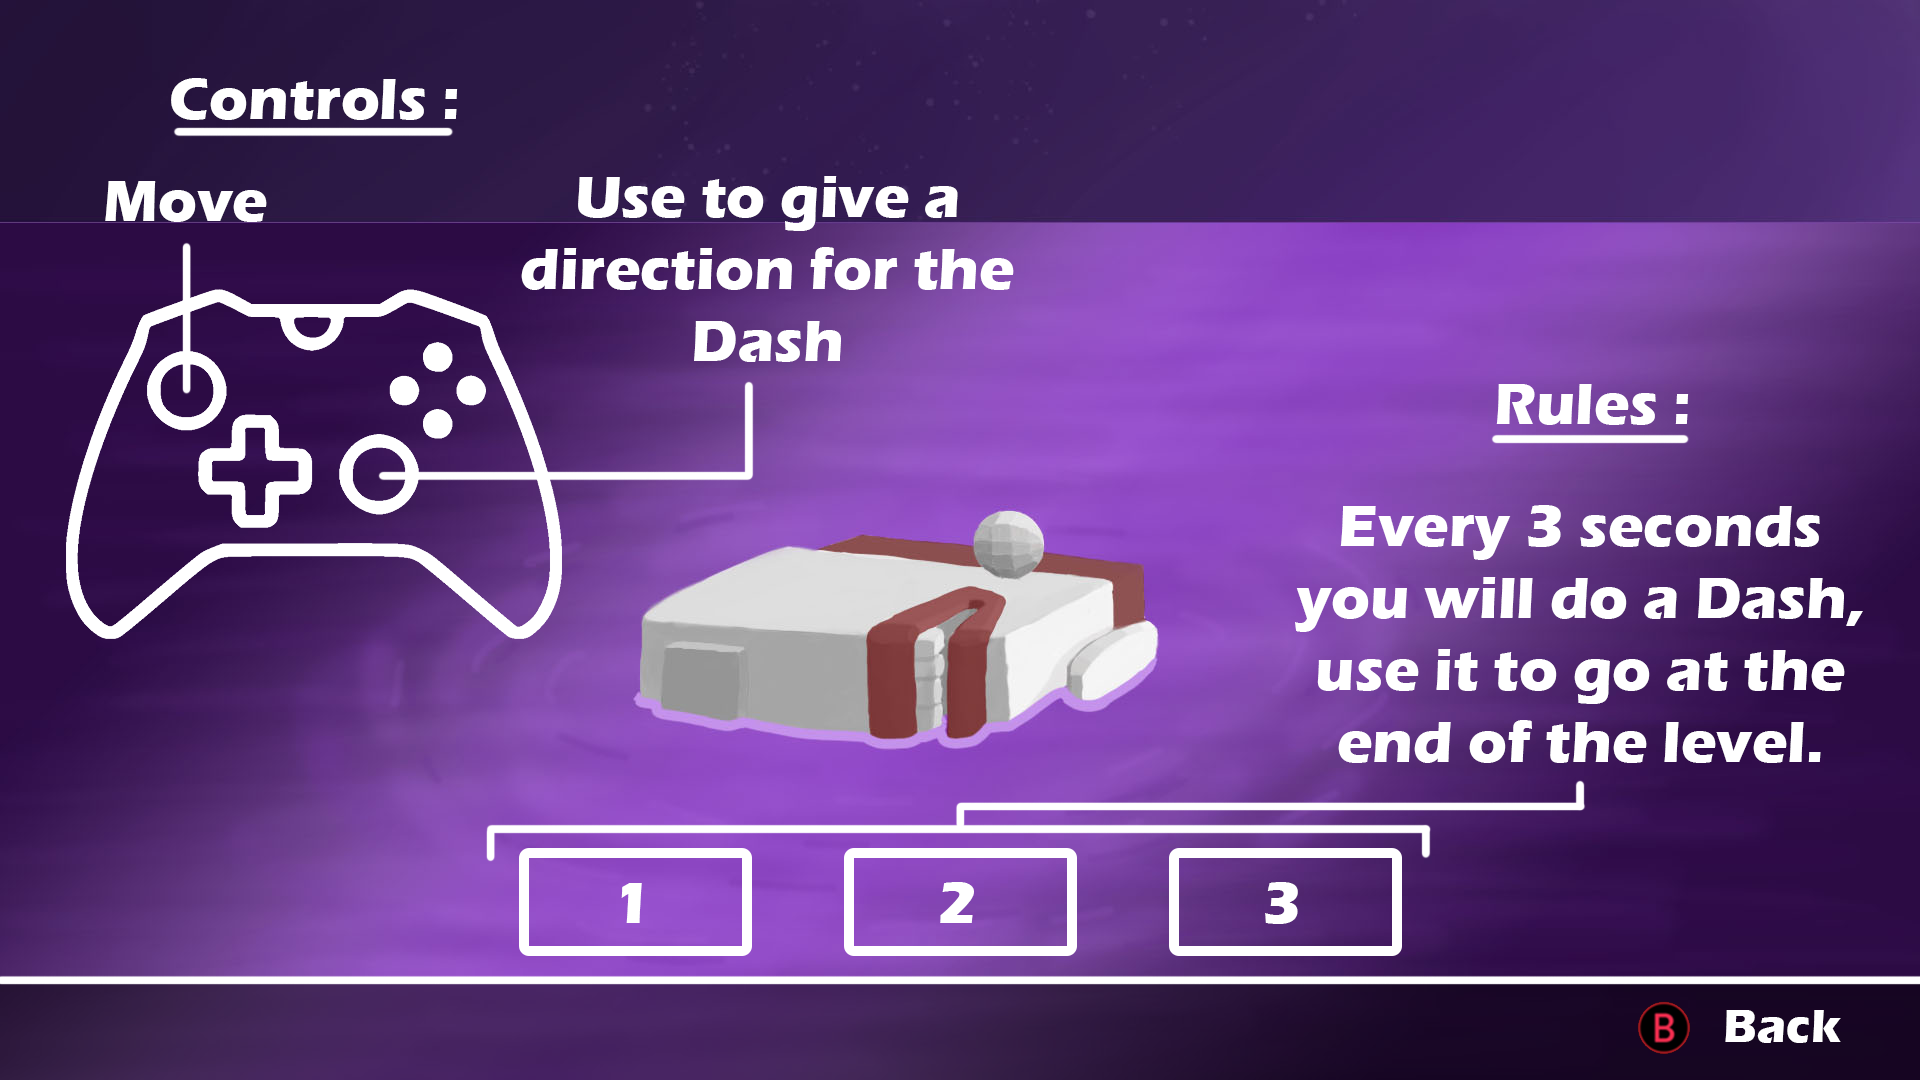 Controls :
Move
Use to give a
direction for the
Dash
Rules :
Every 3 seconds
you will do a Dash,
use it to go at the
end of the level.
1
2
3
B Back